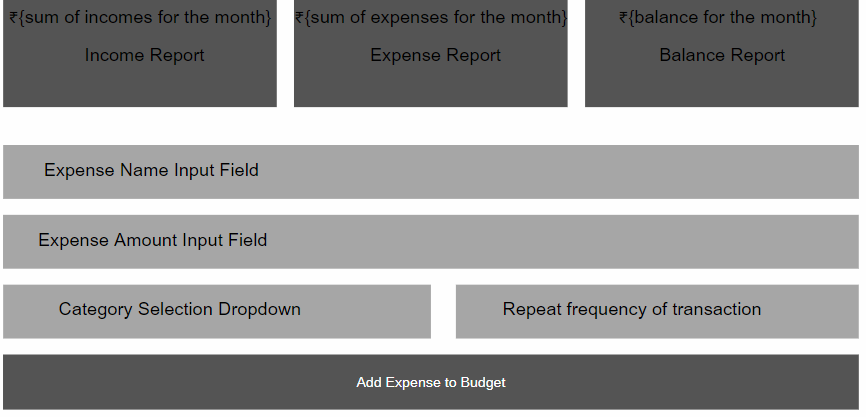 ₹{sum of incomes for the month}
₹{sum of expenses for the month}
₹{balance for the month}
Income Report
Expense Report
Balance Report
Expense Name Input Field
Expense Amount Input Field
Category Selection Dropdown
Repeat frequency of transaction
Add Expense to Budget